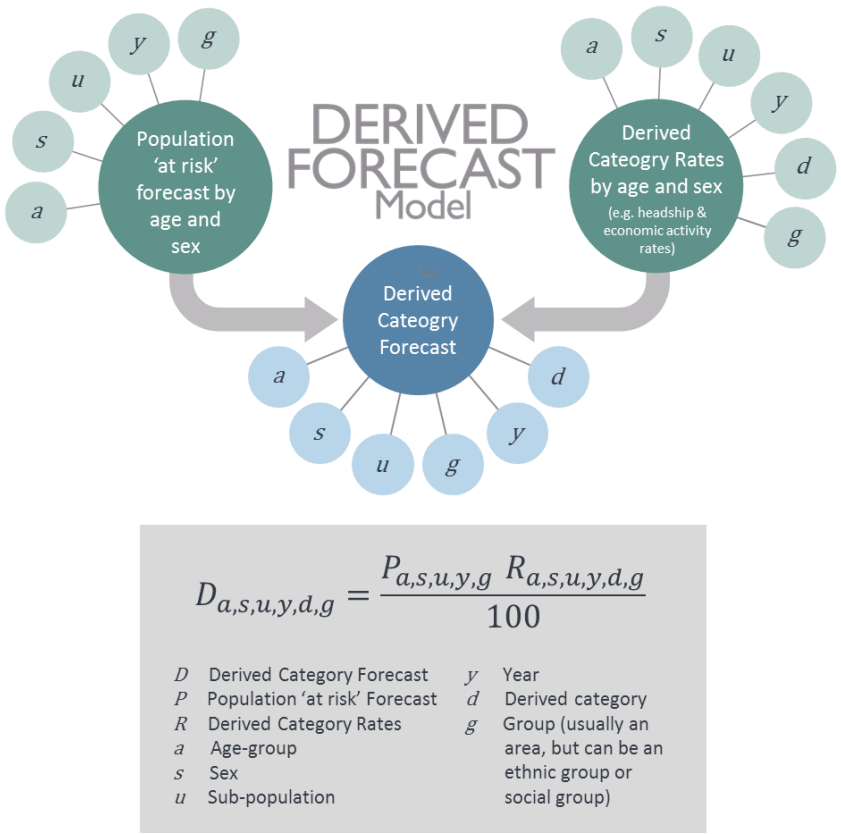 g
y
u
s
a
Population
‘at risk’
forecast by
age and
sex
DERIVED
FORECAST
Model
a
s
u
y
d
g
Derived
Cateogry Rates
by age and sex
(e.g. headship &
economic activity
rates)
Derived
Cateogry
Forecast
a
s
u
g
y
d
D_{a,s,u,y,d,g} = \frac{P_{a,s,u,y,g} R_{a,s,u,y,d,g}}{100}
D Derived Category Forecast
P Population ‘at risk’ Forecast
R Derived Category Rates
a Age-group
s Sex
u Sub-population
y Year
d Derived category
g Group (usually an
area, but can be an
ethnic group or
social group)